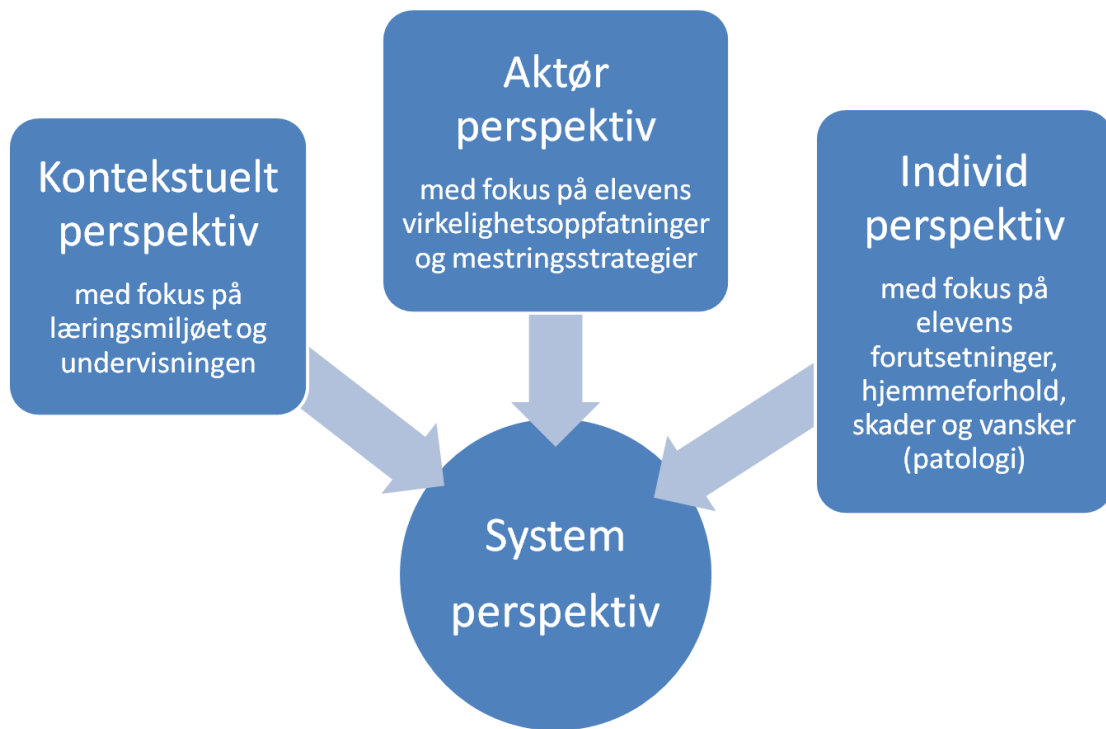 Kontekstuelt
perspektiv
med fokus på
læringsmiljøet og
undervisningen
Aktør
perspektiv
med fokus på elevens
virkelighetsoppfatninger
og mestringsstrategier
Individ
perspektiv
med fokus på
elevens
forutsetninger,
hjemmeforhold,
skader og vansker
(patologi)
System
perspektiv